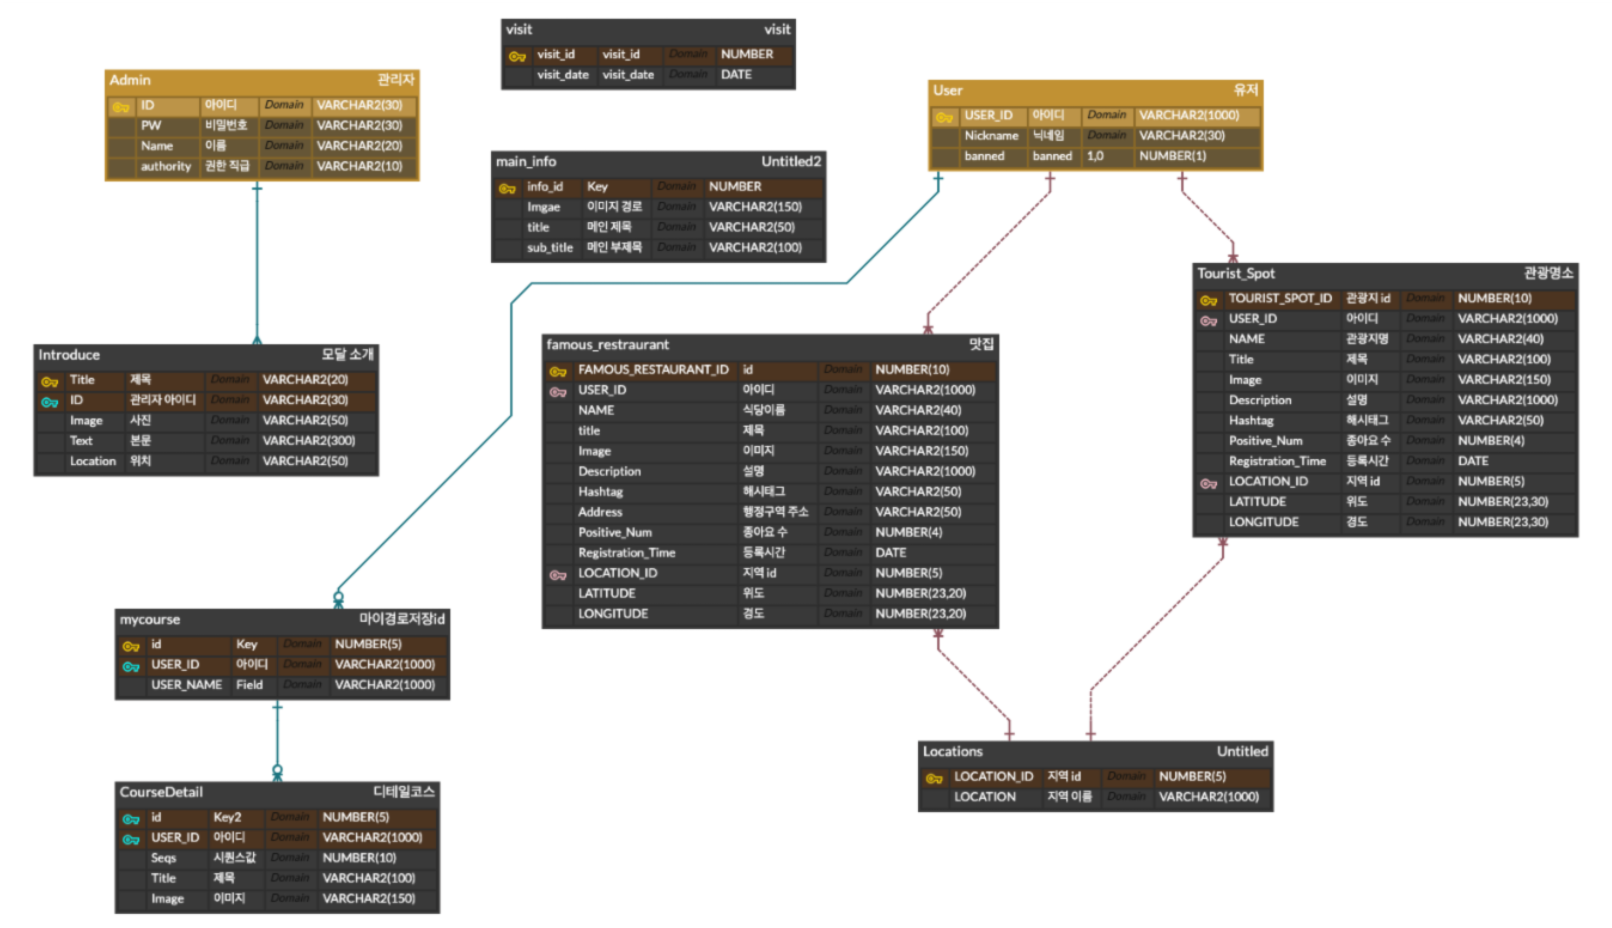 visit visit
visit_id visit_id Domain NUMBER
visit_date visit_date Domain DATE
Admin 관리자
ID 아이디 Domain VARCHAR2(30)
PW 비밀번호 Domain VARCHAR2(30)
Name 이름 Domain VARCHAR2(20)
authority 권한 직급 Domain VARCHAR2(10)
User 유저
USER_ID 아이디 Domain VARCHAR2(1000)
Nickname 닉네임 Domain VARCHAR2(30)
banned banned 1,0 NUMBER(1)
main_info Untitled2
info_id Key Domain NUMBER
Imgae 이미지 경로 Domain VARCHAR2(150)
title 메인 제목 Domain VARCHAR2(50)
sub_title 메인 부제목 Domain VARCHAR2(100)
Tourist_Spot 관광명소
TOURIST_SPOT_ID 관광지 id Domain NUMBER(10)
USER_ID 아이디 Domain VARCHAR2(1000)
NAME 관광지명 Domain VARCHAR2(40)
Title 제목 Domain VARCHAR2(100)
Image 이미지 Domain VARCHAR2(150)
Description 설명 Domain VARCHAR2(1000)
Hashtag 해시태그 Domain VARCHAR2(50)
Positive_Num 좋아요 수 Domain NUMBER(4)
Registration_Time 등록시간 Domain DATE
LOCATION_ID 지역 id Domain NUMBER(5)
LATITUDE 위도 Domain NUMBER(23,30)
LONGITUDE 경도 Domain NUMBER(23,30)
Introduce 모달 소개
Title 제목 Domain VARCHAR2(20)
ID 관리자 아이디 Domain VARCHAR2(30)
Image 사진 Domain VARCHAR2(50)
Text 본문 Domain VARCHAR2(300)
Location 위치 Domain VARCHAR2(50)
famous_restraurant 맛집
FAMOUS_RESTAURANT_ID id Domain NUMBER(10)
USER_ID 아이디 Domain VARCHAR2(1000)
NAME 식당이름 Domain VARCHAR2(40)
title 제목 Domain VARCHAR2(100)
Image 이미지 Domain VARCHAR2(150)
Description 설명 Domain VARCHAR2(1000)
Hashtag 해시태그 Domain VARCHAR2(50)
Address 행정구역 주소 Domain VARCHAR2(50)
Positive_Num 좋아요 수 Domain NUMBER(4)
Registration_Time 등록시간 Domain DATE
LOCATION_ID 지역 id Domain NUMBER(5)
LATITUDE 위도 Domain NUMBER(23,20)
LONGITUDE 경도 Domain NUMBER(23,20)
mycourse 마이경로저장id
id Key Domain NUMBER(5)
USER_ID 아이디 Domain VARCHAR2(1000)
USER_NAME Field Domain VARCHAR2(1000)
Locations Untitled
LOCATION_ID 지역 id Domain NUMBER(5)
LOCATION 지역 이름 Domain VARCHAR2(1000)
CourseDetail 디테일코스
id Key2 Domain NUMBER(5)
USER_ID 아이디 Domain VARCHAR2(1000)
Seqs 시퀀스값 Domain NUMBER(10)
Title 제목 Domain VARCHAR2(100)
Image 이미지 Domain VARCHAR2(150)